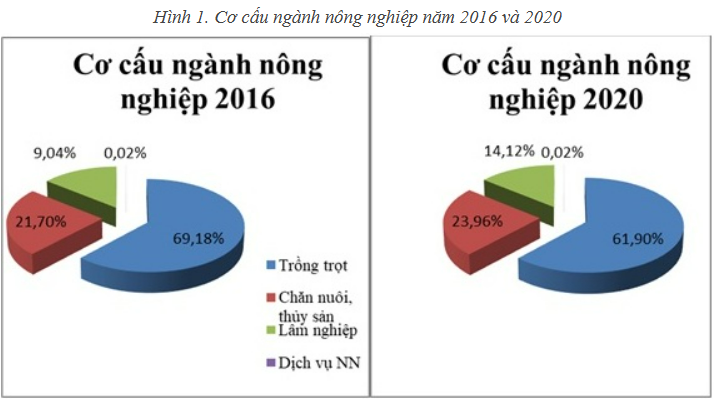 Hình 1. Cơ cấu ngành nông nghiệp năm 2016 và 2020
Cơ cấu ngành nông
nghiệp 2016
9,04%
0,02%
21,70%
69,18%
Trồng trọt
Chăn nuôi,
thủy sản
Lâm nghiệp
Dịch vụ NN
Cơ cấu ngành nông
nghiệp 2020
14,12%
0,02%
23,96%
61,90%